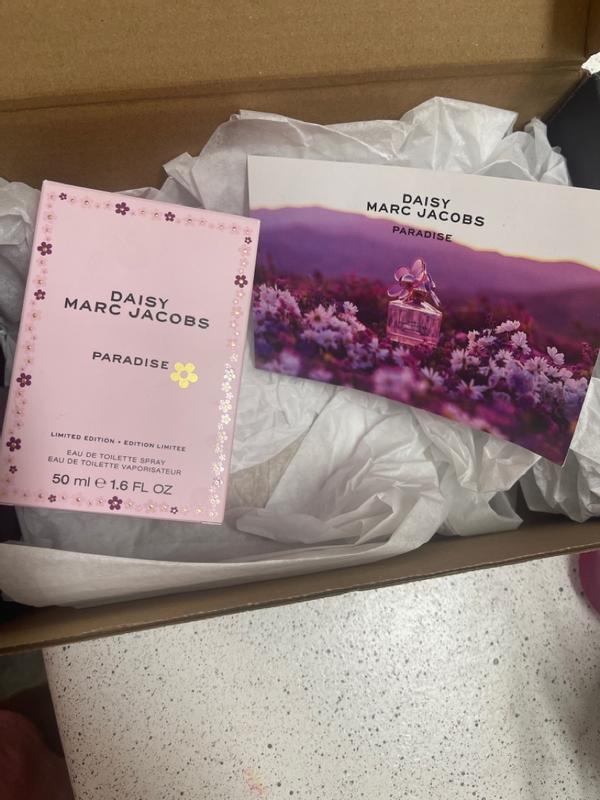 DAISY
MARC JACOBS
PARADISE
LIMITED EDITION • EDITION LIMITEE
EAU DE TOILETTE SPRAY
EAU DE TOILETTE VAPORISATEUR
50 ml ℮ 1.6 FL OZ
DAISY
MARC JACOBS
PARADISE